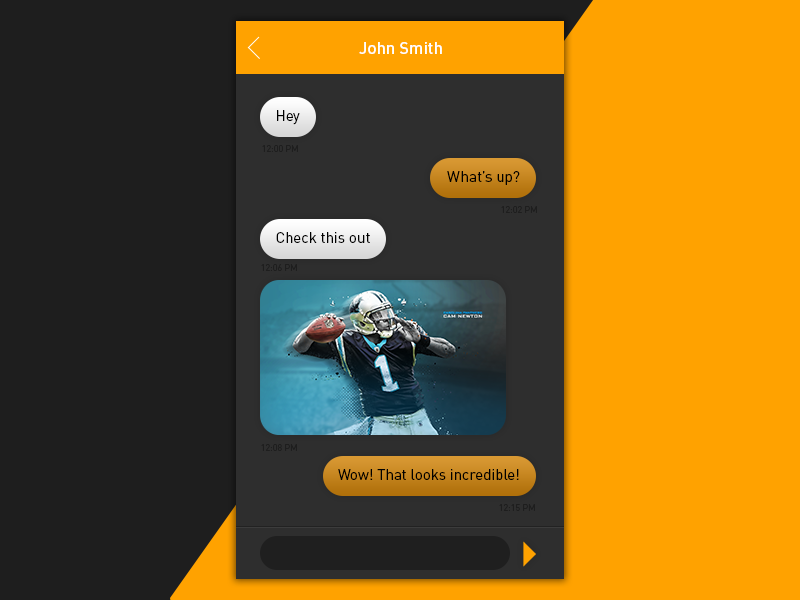 John Smith
Hey
12:00 PM
What's up?
12:02 PM
Check this out
12:06 PM
CAM NEWTON
1
12:08 PM
Wow! That looks incredible!
12:15 PM